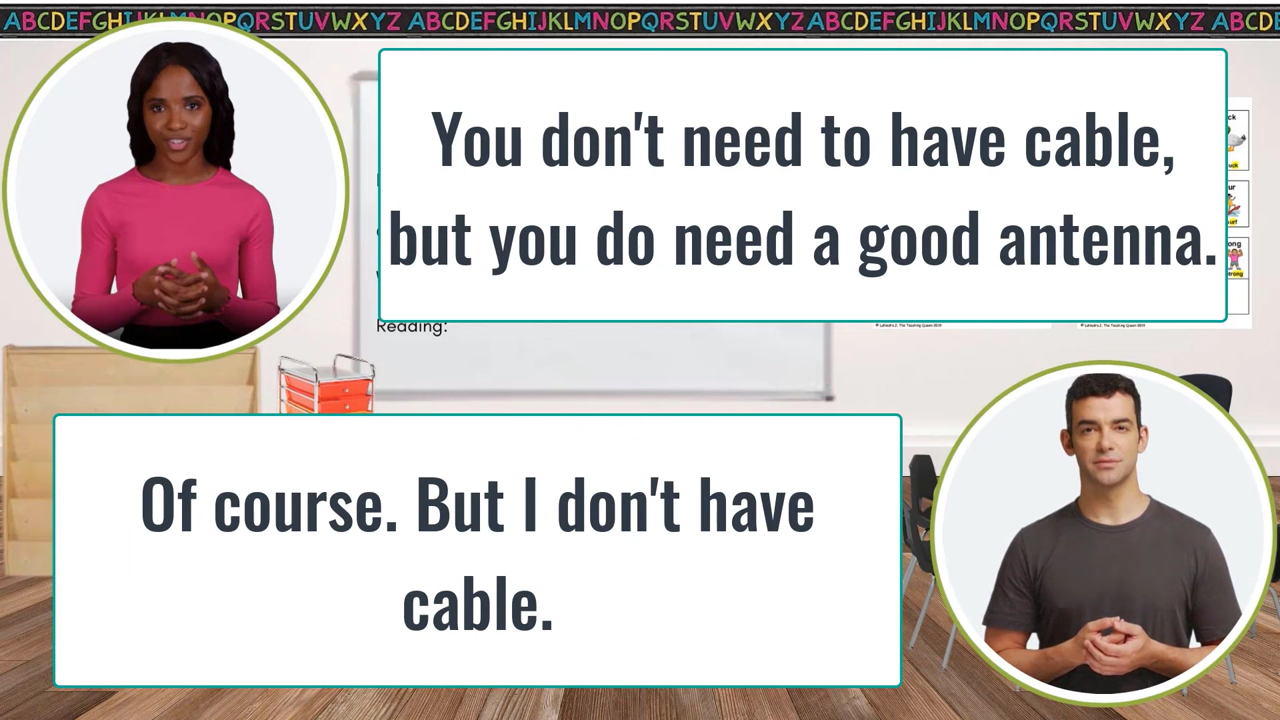 ABCDEFGHIJKLMNOPQRSTUVWXYZ ABCDEFGHIJKLMNOPQRSTUVWXYZ ABCDEFGHIJKLMNOPQRSTUVWXYZ ABCDE
You don't need to have cable,
but you do need a good antenna.
Reading:
Of course. But I don't have
cable.